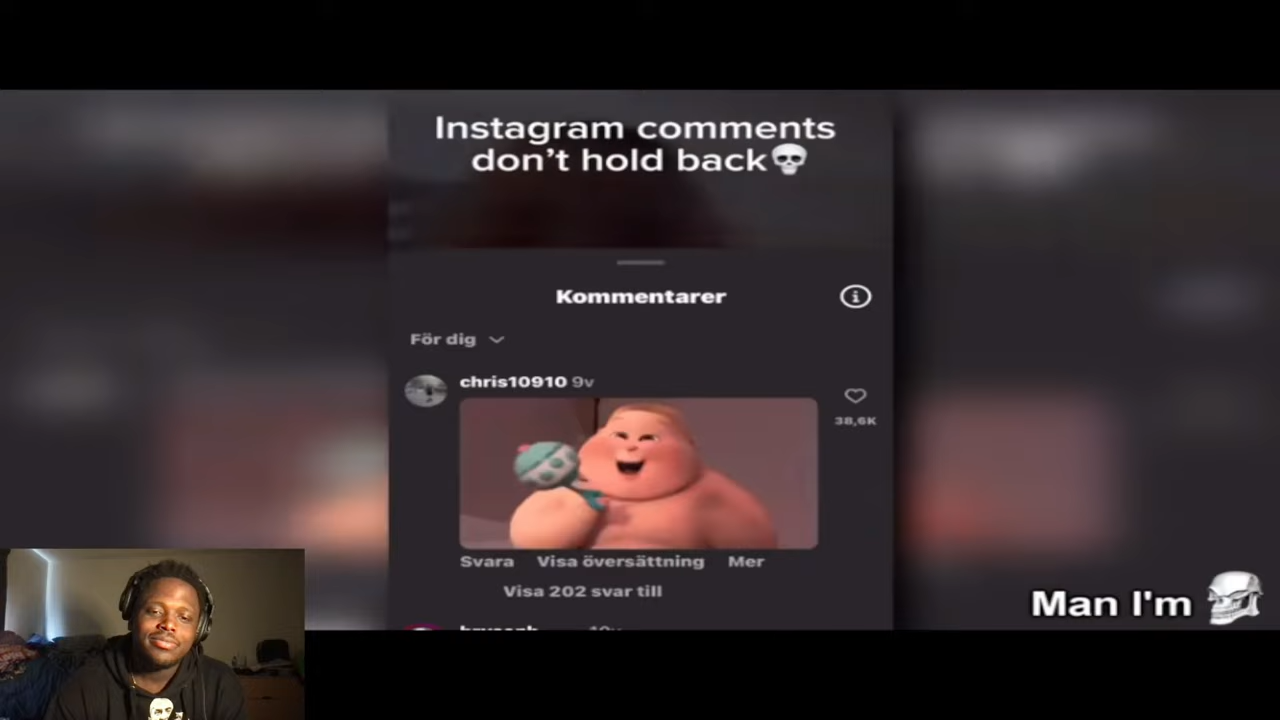 Instagram comments
don't hold back💀
Kommentarer
För dig
chris10910 9v
38,6K
Svara Visa översättning Mer
Visa 202 svar till
Man I'm